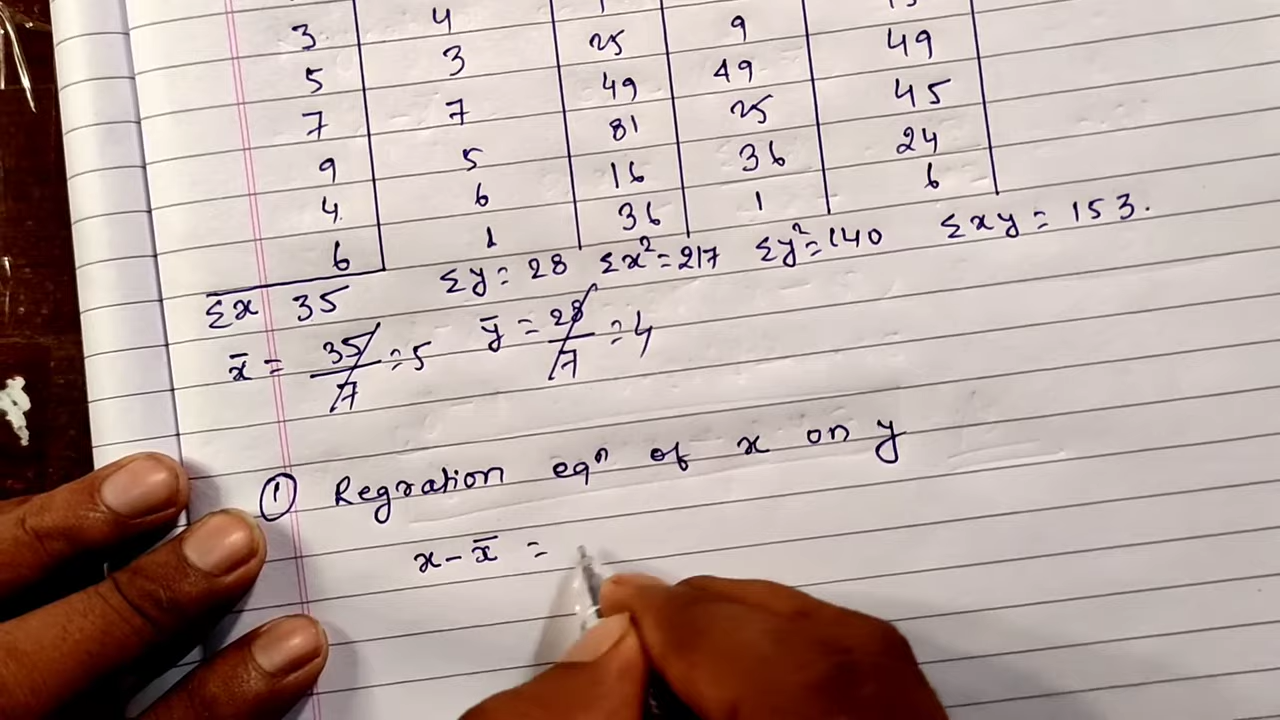 3 4 9
5 3 25 49
7 7 49 49 45
9 5 81 25 24
4 6 16 36 6
6 1 36 1
Σx 35 Σy = 28 Σx² = 217 Σy² = 140 Σxy = 153.
x̄ = 35/7 = 5 ȳ = 28/7 = 4
① Regration eqⁿ of x on y
x - x̄ =